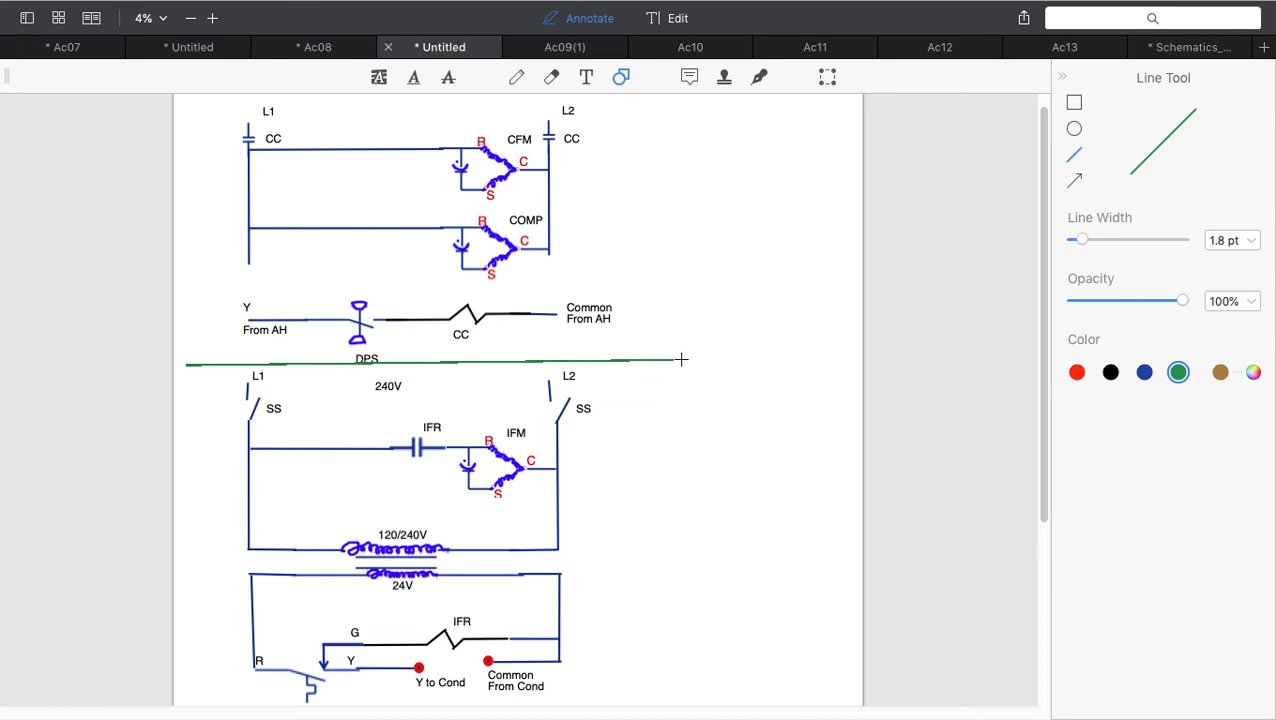 4%
Annotate
Edit
* Ac07
* Untitled
* Ac08
* Untitled
Ac09(1)
Ac10
Ac11
Ac12
Ac13
* Schematics_...
A
A
A
T
Line Tool
Line Width
1.8 pt
Opacity
100%
Color
L1
L2
CC
CC
R
CFM
C
S
R
COMP
C
S
Y
From AH
CC
Common
From AH
DPS
L1
240V
L2
SS
SS
IFR
R
IFM
C
S
120/240V
24V
IFR
G
R
Y
Y to Cond
Common
From Cond